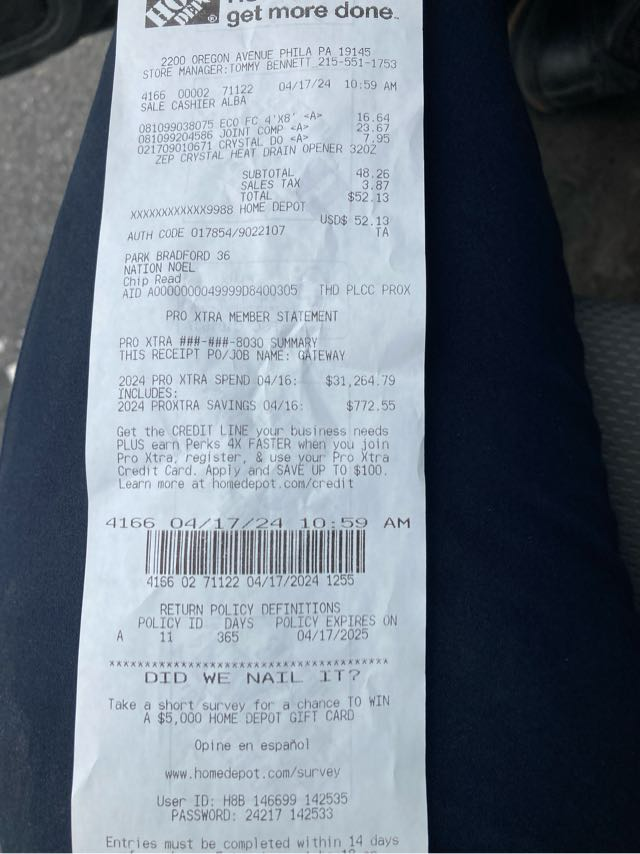 get more done.
2200 OREGON AVENUE PHILA PA 19145
STORE MANAGER:TOMMY BENNETT 215-551-1753
4166 00002 71122 04/17/24 10:59 AM
SALE CASHIER ALBA
081099038075 ECO FC 4'X8' <A> 16.64
081099204586 JOINT COMP <A> 23.67
021709010671 CRYSTAL DO <A> 7.95
ZEP CRYSTAL HEAT DRAIN OPENER 32OZ
SUBTOTAL 48.26
SALES TAX 3.87
TOTAL $52.13
XXXXXXXXXXXX9988 HOME DEPOT
USD$ 52.13
AUTH CODE 017854/9022107 TA
PARK BRADFORD 36
NATION NOEL
Chip Read
AID A0000000049999D8400305 THD PLCC PROX
PRO XTRA MEMBER STATEMENT
PRO XTRA ###-###-8030 SUMMARY
THIS RECEIPT PO/JOB NAME: GATEWAY
2024 PRO XTRA SPEND 04/16: $31,264.79
INCLUDES:
2024 PROXTRA SAVINGS 04/16: $772.55
Get the CREDIT LINE your business needs
PLUS earn Perks 4X FASTER when you join
Pro Xtra, register, & use your Pro Xtra
Credit Card. Apply and SAVE UP TO $100.
Learn more at homedepot.com/credit
4166 04/17/24 10:59 AM
4166 02 71122 04/17/2024 1255
RETURN POLICY DEFINITIONS
POLICY ID DAYS POLICY EXPIRES ON
A 11 365 04/17/2025
****************************************
DID WE NAIL IT?
Take a short survey for a chance TO WIN
A $5,000 HOME DEPOT GIFT CARD
Opine en español
www.homedepot.com/survey
User ID: H8B 146699 142535
PASSWORD: 24217 142533
Entries must be completed within 14 days